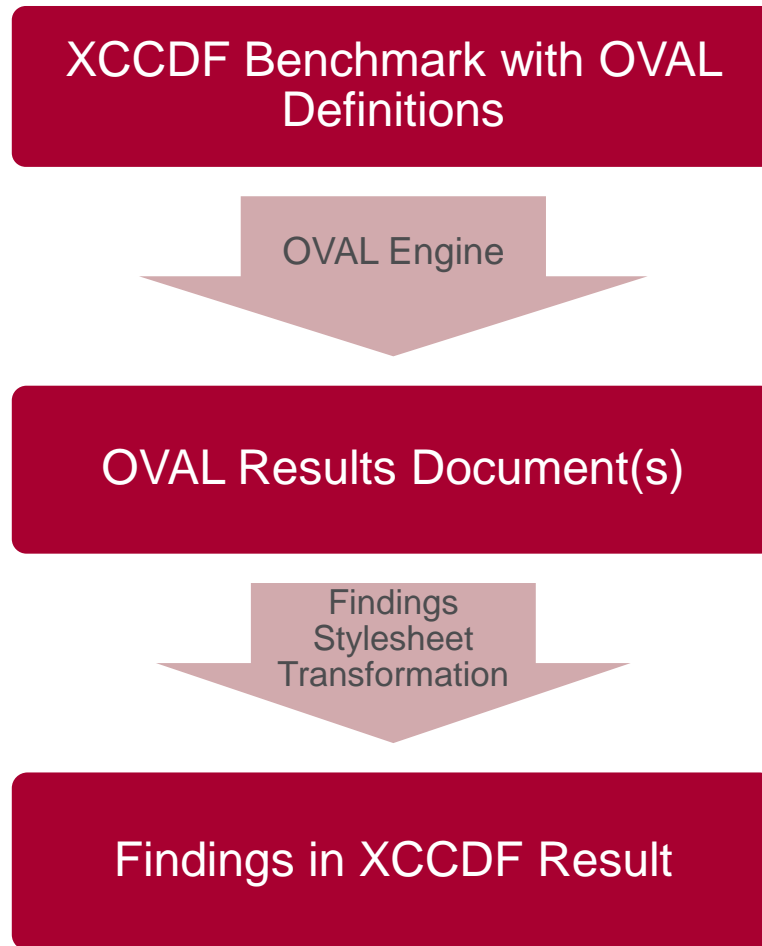 XCCDF Benchmark with OVAL
Definitions
OVAL Engine
OVAL Results Document(s)
Findings
Stylesheet
Transformation
Findings in XCCDF Result